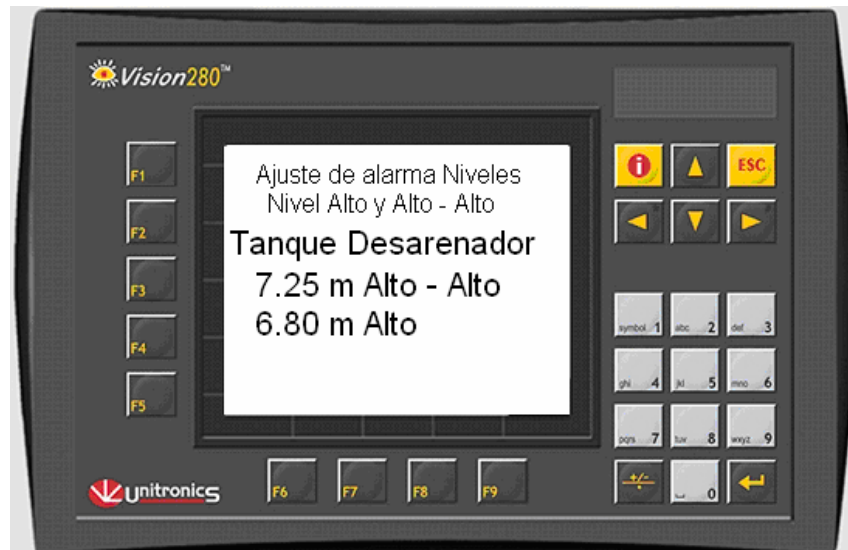 Vision280™
F1
F2
F3
F4
F5
Ajuste de alarma Niveles
Nivel Alto y Alto - Alto
Tanque Desarenador
7.25 m Alto - Alto
6.80 m Alto
i
ESC
symbol 1
abc 2
def 3
ghi 4
jkl 5
mno 6
pqrs 7
tuv 8
wxyz 9
+/-
0
unitronics
F6
F7
F8
F9